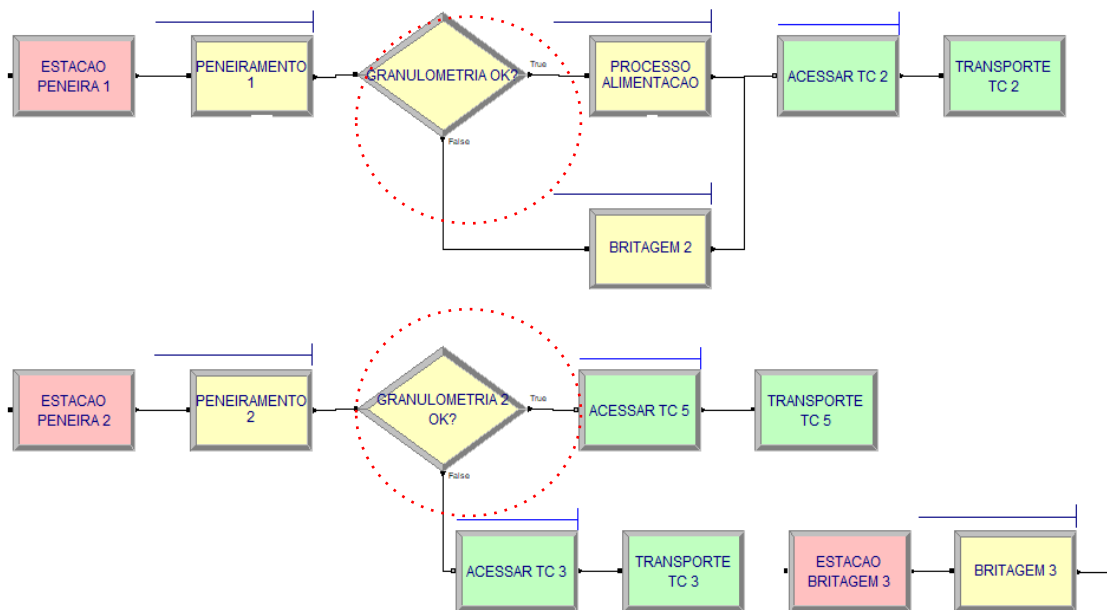 ESTACAO
PENEIRA 1
PENEIRAMENTO
1
GRANULOMETRIA OK?
True
False
PROCESSO
ALIMENTACAO
ACESSAR TC 2
TRANSPORTE
TC 2
BRITAGEM 2
ESTACAO
PENEIRA 2
PENEIRAMENTO
2
GRANULOMETRIA 2
OK?
True
False
ACESSAR TC 5
TRANSPORTE
TC 5
ACESSAR TC 3
TRANSPORTE
TC 3
ESTACAO
BRITAGEM 3
BRITAGEM 3